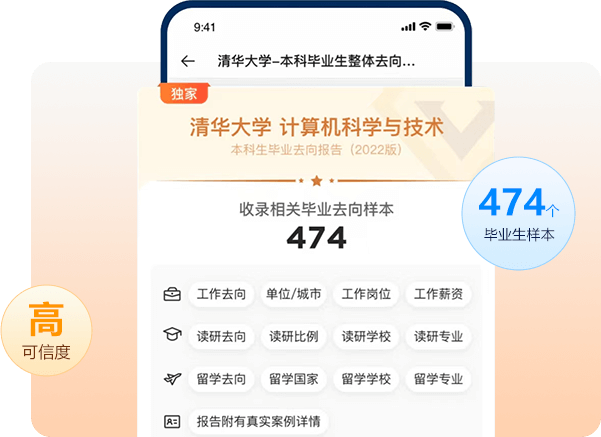 9:41
清华大学-本科毕业生整体去向...
独家
清华大学 计算机科学与技术
本科生毕业去向报告（2022版）
收录相关毕业去向样本
474
474个
毕业生样本
高
可信度
工作去向 单位/城市 工作岗位 工作薪资
读研去向 读研比例 读研学校 读研专业
留学去向 留学国家 留学学校 留学专业
报告附有真实案例详情